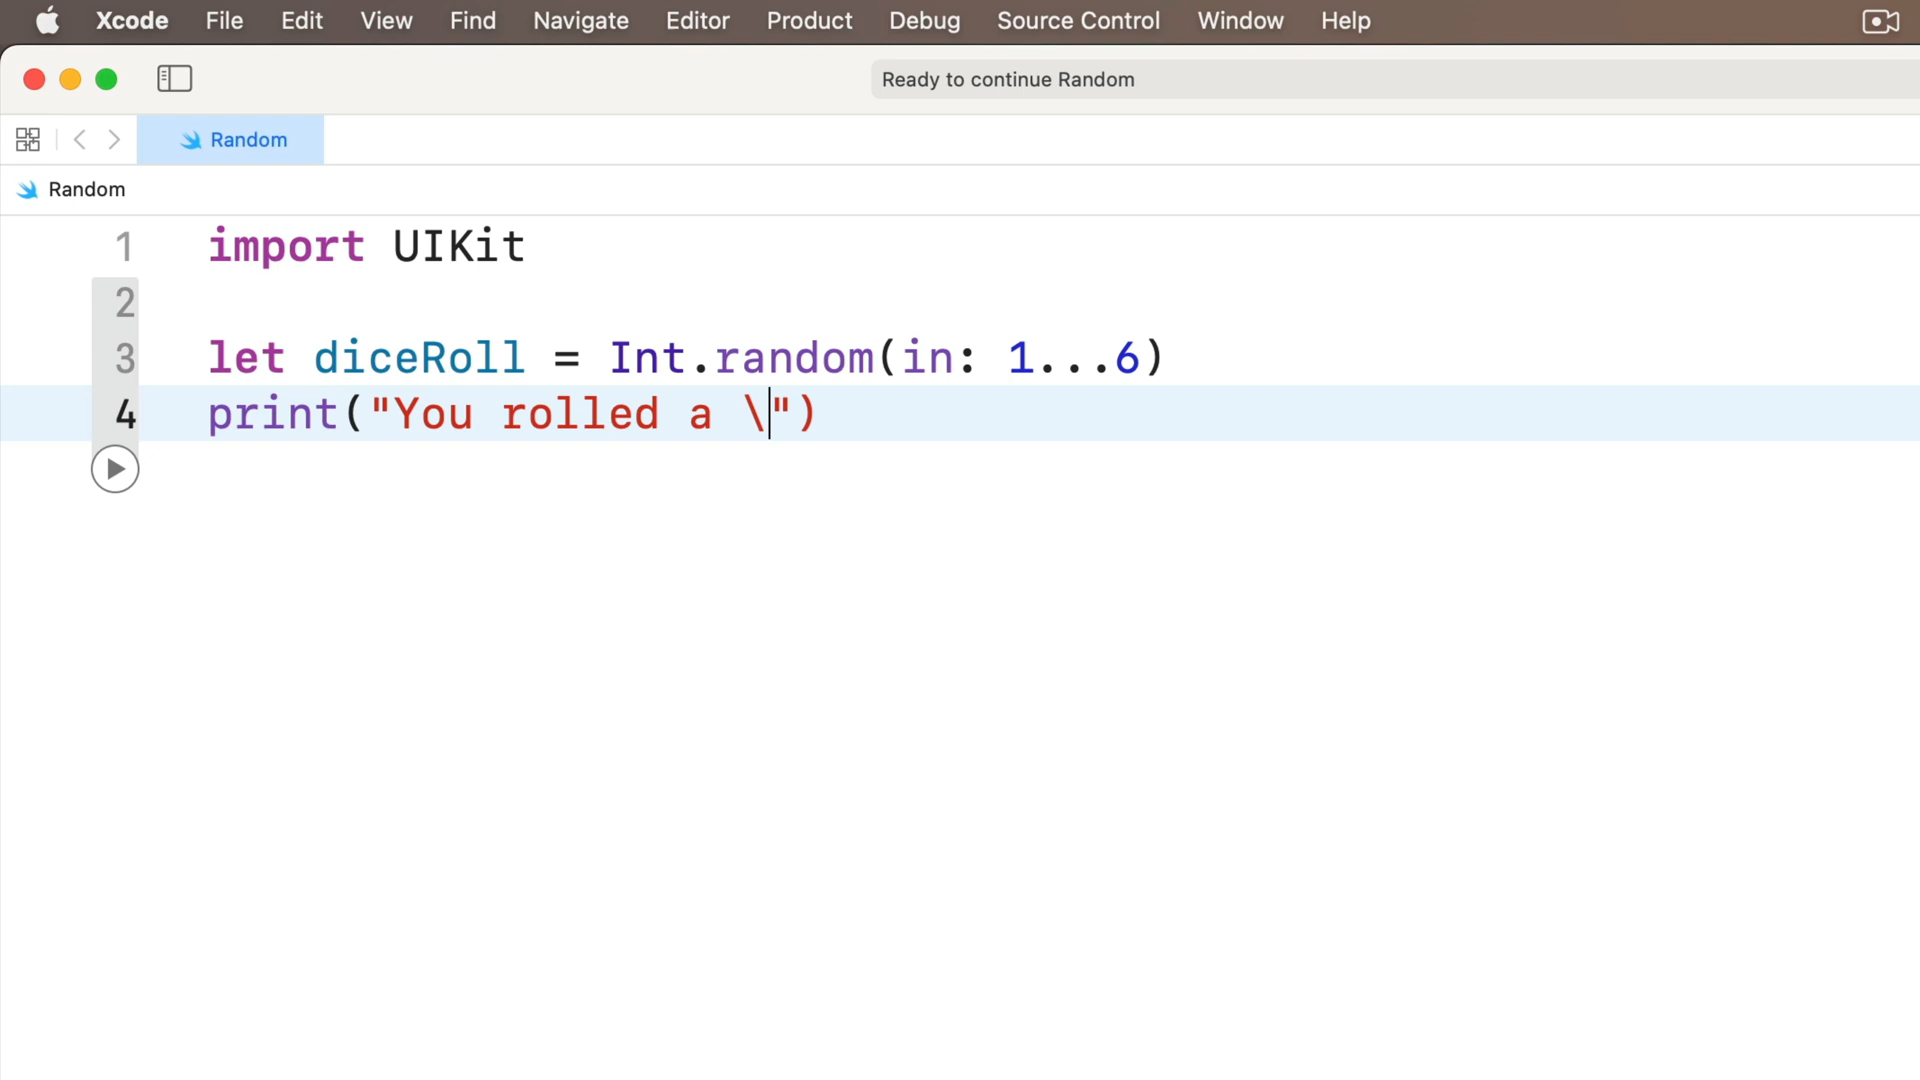 Xcode File Edit View Find Navigate Editor Product Debug Source Control Window Help
Ready to continue Random
Random
Random
1 import UIKit
2
3 let diceRoll = Int.random(in: 1...6)
4 print("You rolled a \")